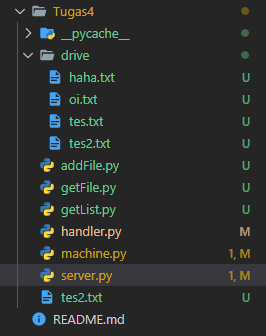 Tugas4
__pycache__
drive
haha.txt U
oi.txt U
tes.txt U
tes2.txt U
addFile.py U
getFile.py U
getList.py U
handler.py M
machine.py 1, M
server.py 1, M
tes2.txt U
README.md